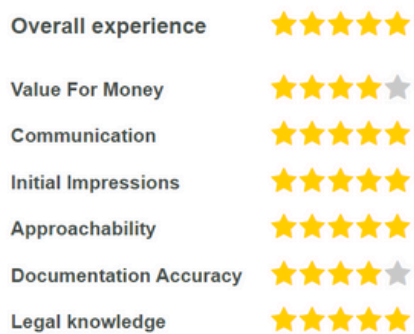 Overall experience
Value For Money
Communication
Initial Impressions
Approachability
Documentation Accuracy
Legal knowledge